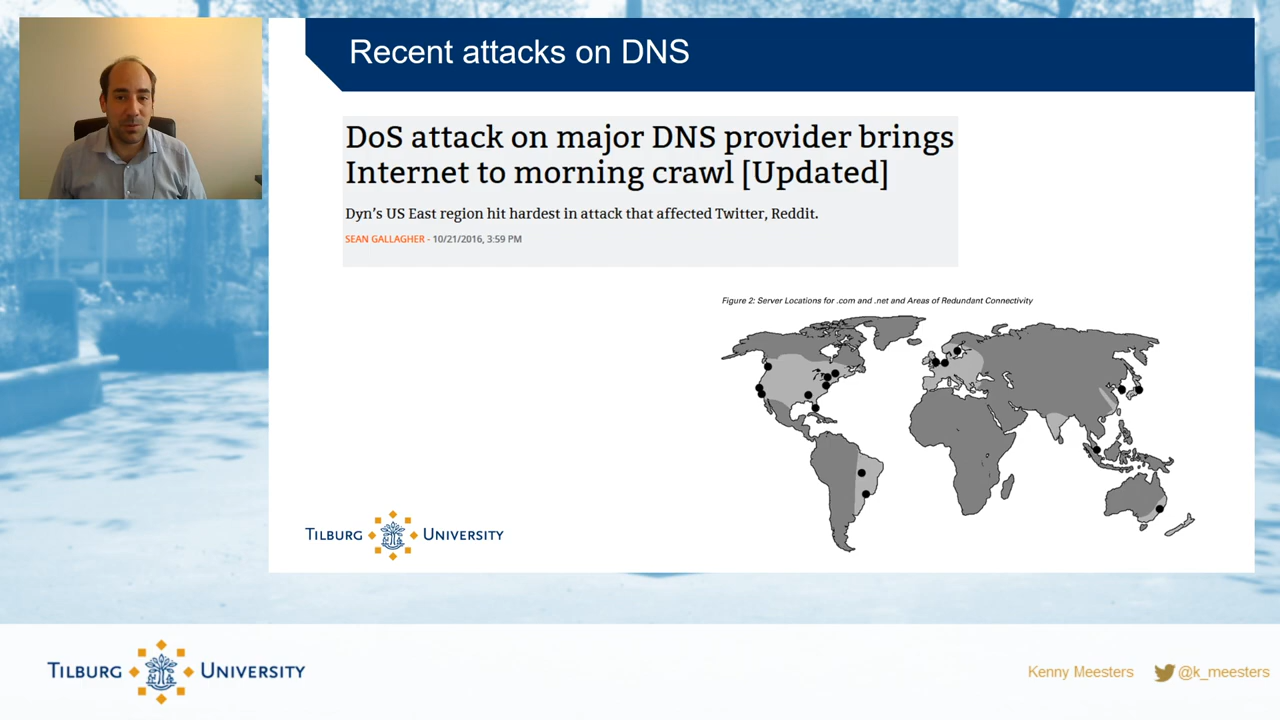 Recent attacks on DNS
DoS attack on major DNS provider brings
Internet to morning crawl [Updated]
Dyn's US East region hit hardest in attack that affected Twitter, Reddit.
SEAN GALLAGHER - 10/21/2016, 3:59 PM
Figure 2: Server Locations for .com and .net and Areas of Redundant Connectivity
TILBURG UNIVERSITY
TILBURG UNIVERSITY
Kenny Meesters @k_meesters